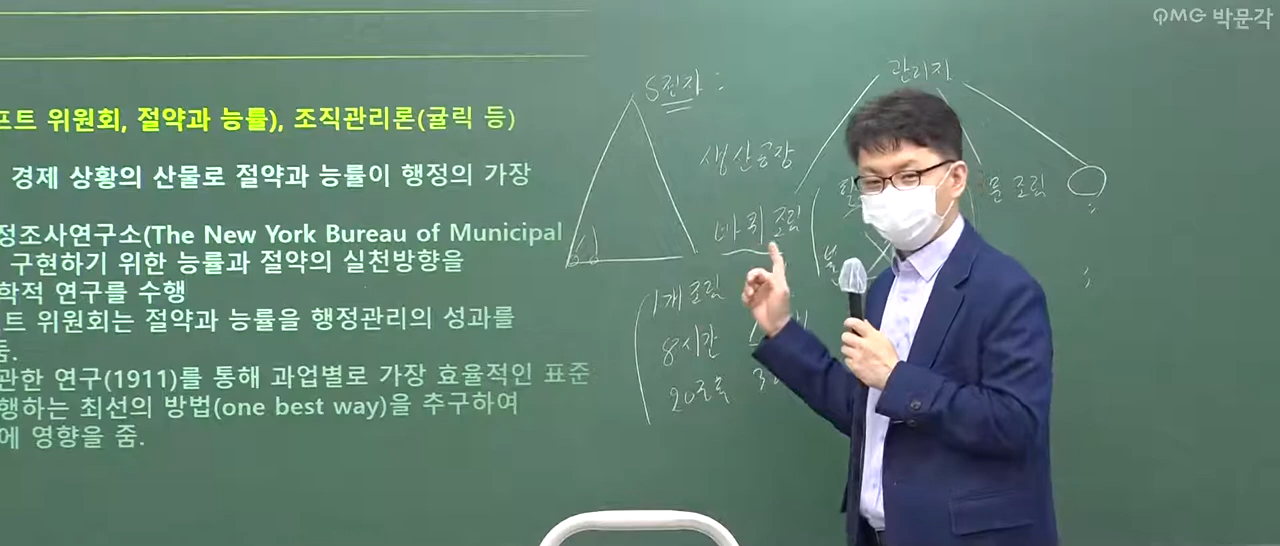 QMG 박문각
프트 위원회, 절약과 능률), 조직관리론(귤릭 등)
경제 상황의 산물로 절약과 능률이 행정의 가장
정조사연구소(The New York Bureau of Municipal
구현하기 위한 능률과 절약의 실천방향을
학적 연구를 수행
트 위원회는 절약과 능률을 행정관리의 성과를
둠.
관한 연구(1911)를 통해 과업별로 가장 효율적인 표준
행하는 최선의 방법(one best way)을 추구하여
에 영향을 줌.
S전자 :
생산공장
바퀴 조립
1개 조립
8시간
관리자
문 조립